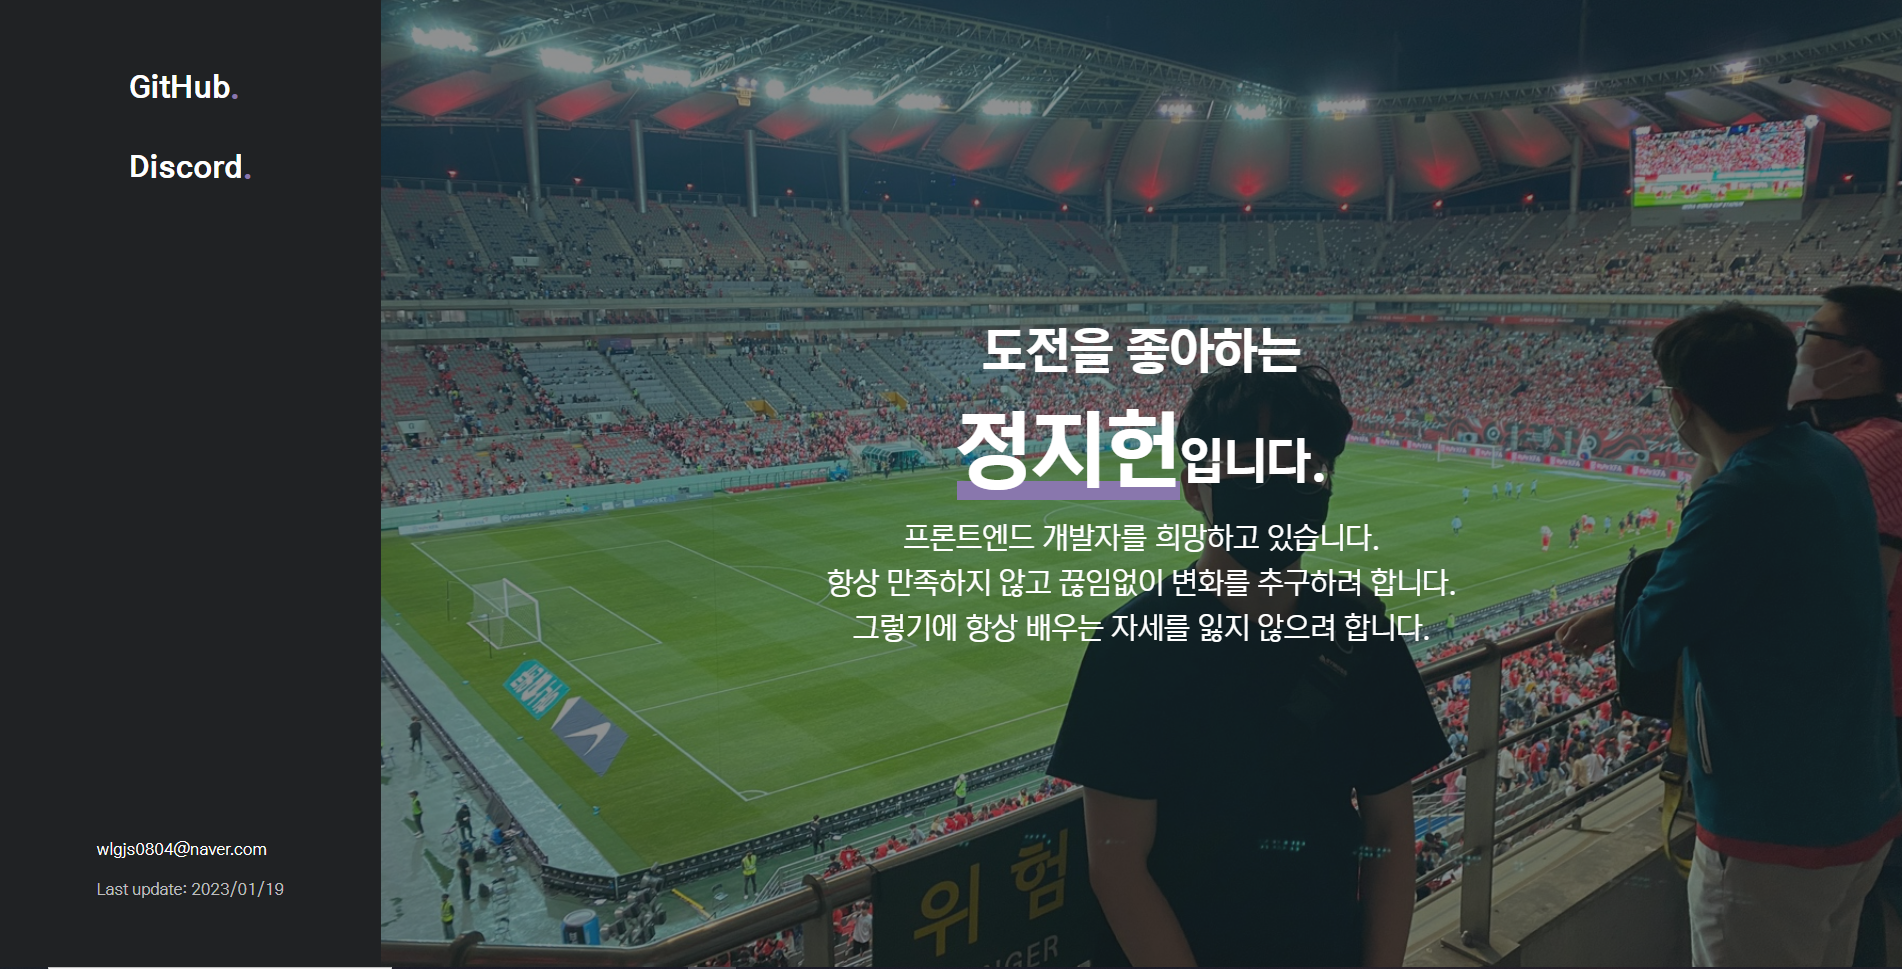 GitHub.
Discord.
도전을 좋아하는
정지헌입니다.
프론트엔드 개발자를 희망하고 있습니다.
항상 만족하지 않고 끊임없이 변화를 추구하려 합니다.
그렇기에 항상 배우는 자세를 잃지 않으려 합니다.
위 험
wlgjs0804@naver.com
Last update: 2023/01/19